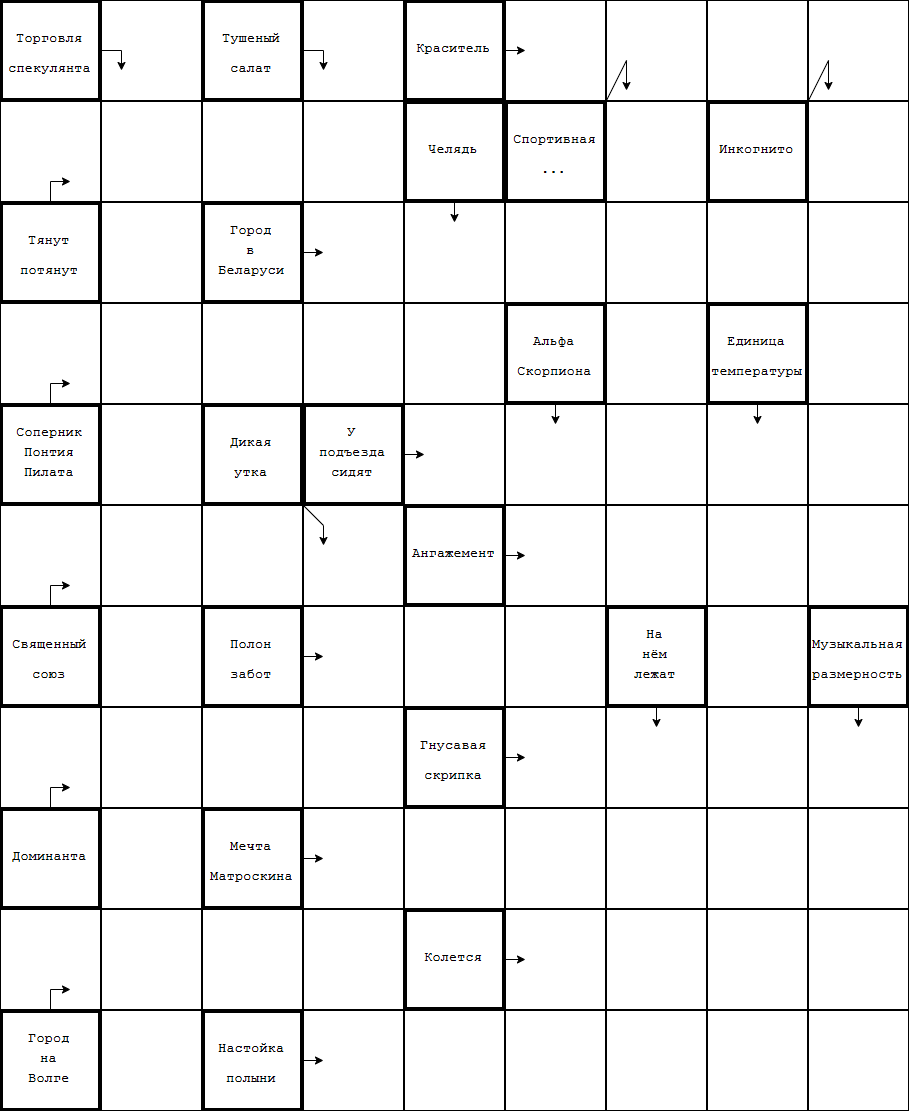 Торговля
спекулянта
Тушеный
салат
Краситель
Челядь
Спортивная
...
Инкогнито
Тянут
потянут
Город
в
Беларуси
Альфа
Скорпиона
Единица
температуры
Соперник
Понтия
Пилата
Дикая
утка
У
подъезда
сидят
Ангажемент
Священный
союз
Полон
забот
На
нём
лежат
Музыкальная
размерность
Гнусавая
скрипка
Доминанта
Мечта
Матроскина
Колется
Город
на
Волге
Настойка
полыни